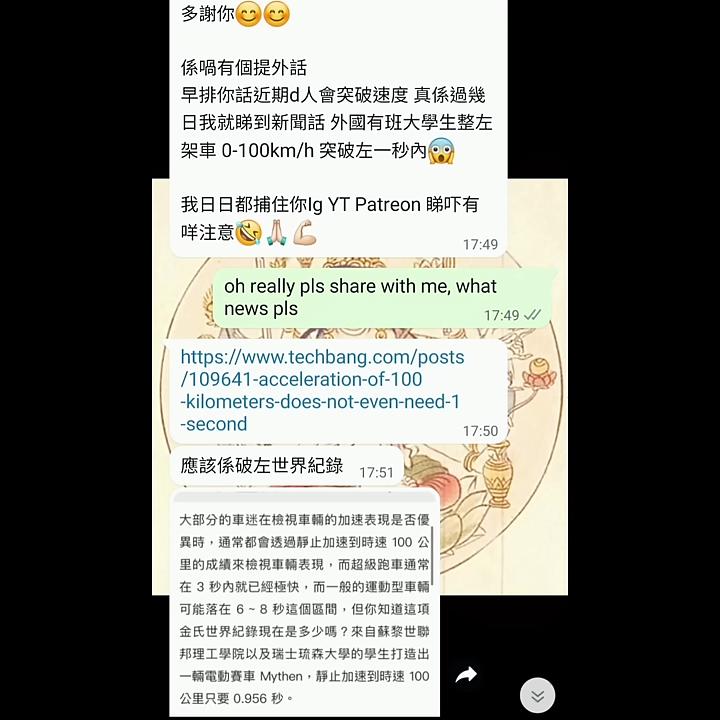 多謝你😊😊
係喎有個提外話
早排你話近期d人會突破速度 真係過幾
日我就睇到新聞話 外國有班大學生整左
架車 0-100km/h 突破左一秒內😱
我日日都捕住你Ig YT Patreon 睇吓有
咩注意🤣🙏🏻💪🏻
17:49
oh really pls share with me, what
news pls
17:49
https://www.techbang.com/posts
/109641-acceleration-of-100
-kilometers-does-not-even-need-1
-second
17:50
應該係破左世界紀錄
17:51
大部分的車迷在檢視車輛的加速表現是否優
異時，通常都會透過靜止加速到時速 100 公
里的成績來檢視車輛表現，而超級跑車通常
在 3 秒內就已經極快，而一般的運動型車輛
可能落在 6 ~ 8 秒這個區間，但你知道這項
金氏世界紀錄現在是多少嗎？來自蘇黎世聯
邦理工學院以及瑞士琉森大學的學生打造出
一輛電動賽車 Mythen，靜止加速到時速 100
公里只要 0.956 秒。